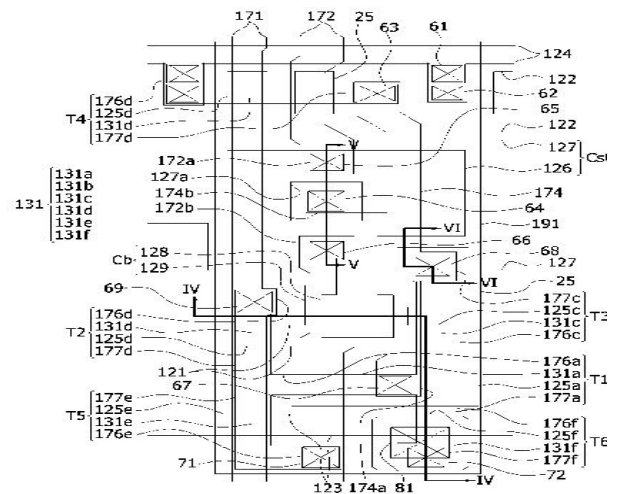 171 172 25 63 61
124
122
62
65
176d
125d
131d
177d
T4
122
127
126
Cst
172a
127a
174b
172b
131
131a
131b
131c
131d
131e
131f
V
174
64
191
VI
66
68
Cb
128
129
V
127
VI
25
69
IV
177c
125c
131c
176c
T3
T2
176d
131d
125d
177d
121
67
176a
131a
125a
177a
T1
T5
177e
125e
131e
176e
176f
125f
131f
177f
T6
71
72
123 174a 81 IV